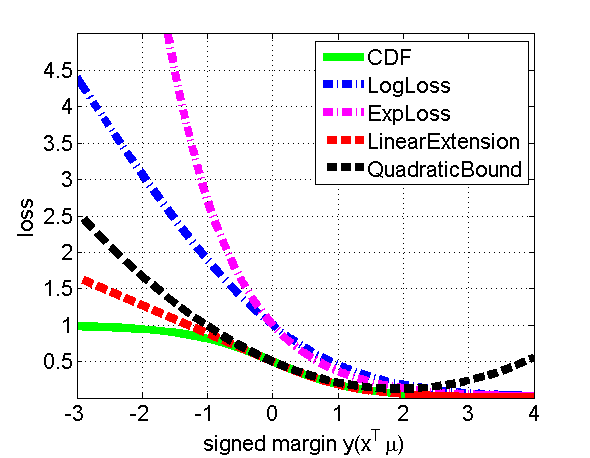 CDF
LogLoss
ExpLoss
LinearExtension
QuadraticBound
4.5
4
3.5
3
2.5
2
1.5
1
0.5
loss
-3 -2 -1 0 1 2 3 4
signed margin y(x^T μ)